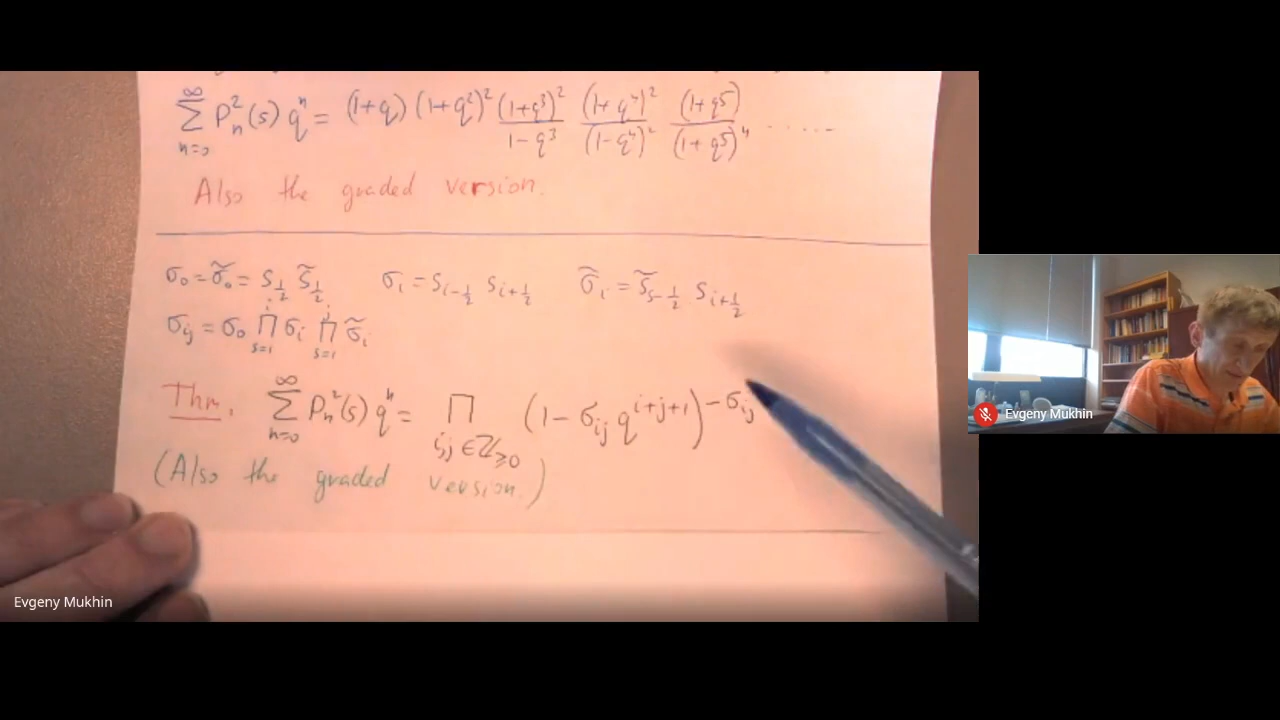 ∞
∑ P_n^2(s) q^n = (1+q) (1+q^2)^2 (1+q^3)^2/(1-q^3) (1+q^4)^2/(1-q^4)^2 (1+q^5)/(1+q^5)^4 ......
n=0
Also the graded version.
σ_0 = σ̃_0 = s_{1/2} s̃_{1/2} σ_i = s_{i-1/2} s_{i+1/2} σ̃_i = s̃_{s-1/2} s_{i+1/2}
σ_{ij} = σ_0 ∏_{s=1}^{i} σ_i ∏_{s=1}^{j} σ̃_i
Thm. ∑_{n=0}^{∞} P_n^2(s) q^n = ∏_{i,j ∈ ℤ_{≥0}} (1 - σ_{ij} q^{i+j+1})^{-σ_{ij}}
(Also the graded version.)
Evgeny Mukhin
Evgeny Mukhin